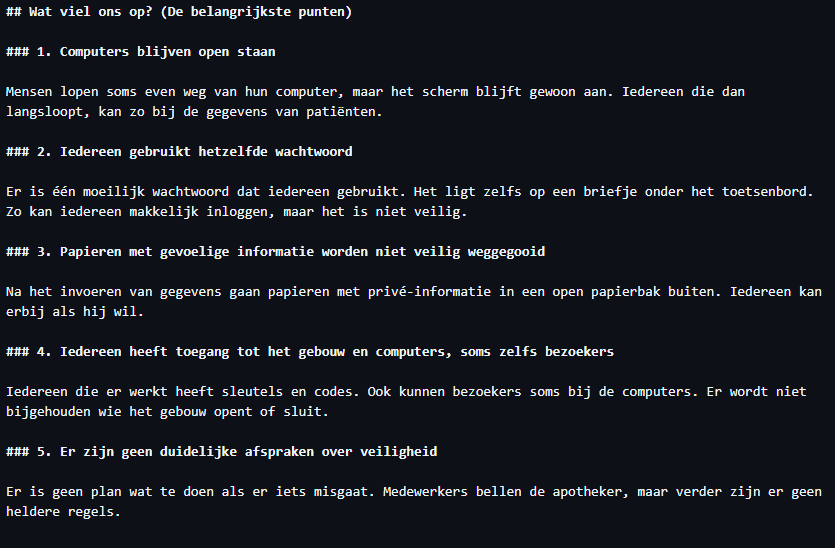 ## Wat viel ons op? (De belangrijkste punten)
### 1. Computers blijven open staan
Mensen lopen soms even weg van hun computer, maar het scherm blijft gewoon aan. Iedereen die dan
langsloopt, kan zo bij de gegevens van patiënten.
### 2. Iedereen gebruikt hetzelfde wachtwoord
Er is één moeilijk wachtwoord dat iedereen gebruikt. Het ligt zelfs op een briefje onder het toetsenbord.
Zo kan iedereen makkelijk inloggen, maar het is niet veilig.
### 3. Papieren met gevoelige informatie worden niet veilig weggegooid
Na het invoeren van gegevens gaan papieren met privé-informatie in een open papierbak buiten. Iedereen kan
erbij als hij wil.
### 4. Iedereen heeft toegang tot het gebouw en computers, soms zelfs bezoekers
Iedereen die er werkt heeft sleutels en codes. Ook kunnen bezoekers soms bij de computers. Er wordt niet
bijgehouden wie het gebouw opent of sluit.
### 5. Er zijn geen duidelijke afspraken over veiligheid
Er is geen plan wat te doen als er iets misgaat. Medewerkers bellen de apotheker, maar verder zijn er geen
heldere regels.